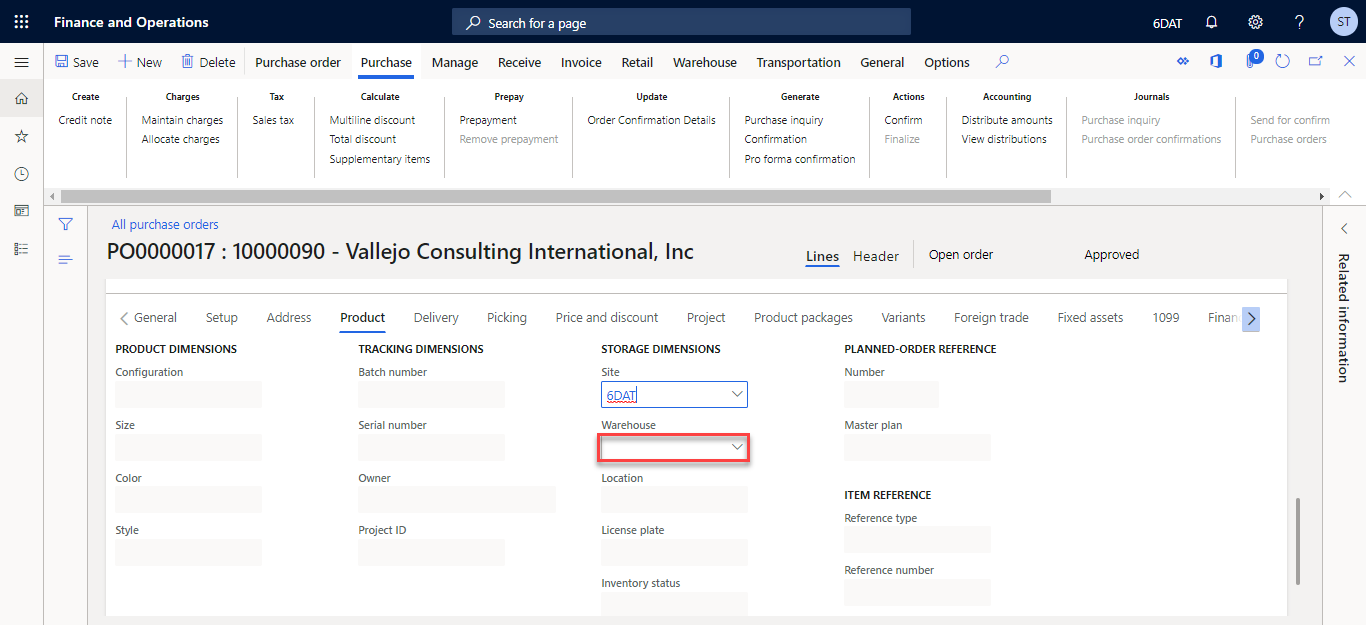 Finance and Operations
Search for a page
6DAT
?
ST
Save
New
Delete
Purchase order
Purchase
Manage
Receive
Invoice
Retail
Warehouse
Transportation
General
Options
0
Create
Credit note
Charges
Maintain charges
Allocate charges
Tax
Sales tax
Calculate
Multiline discount
Total discount
Supplementary items
Prepay
Prepayment
Remove prepayment
Update
Order Confirmation Details
Generate
Purchase inquiry
Confirmation
Pro forma confirmation
Actions
Confirm
Finalize
Accounting
Distribute amounts
View distributions
Journals
Purchase inquiry
Purchase order confirmations
Send for confirm
Purchase orders
All purchase orders
PO0000017 : 10000090 - Vallejo Consulting International, Inc
Lines
Header
Open order
Approved
Related information
General
Setup
Address
Product
Delivery
Picking
Price and discount
Project
Product packages
Variants
Foreign trade
Fixed assets
1099
Finan
PRODUCT DIMENSIONS
Configuration
Size
Color
Style
TRACKING DIMENSIONS
Batch number
Serial number
Owner
Project ID
STORAGE DIMENSIONS
Site
6DAT
Warehouse
Location
License plate
Inventory status
PLANNED-ORDER REFERENCE
Number
Master plan
ITEM REFERENCE
Reference type
Reference number